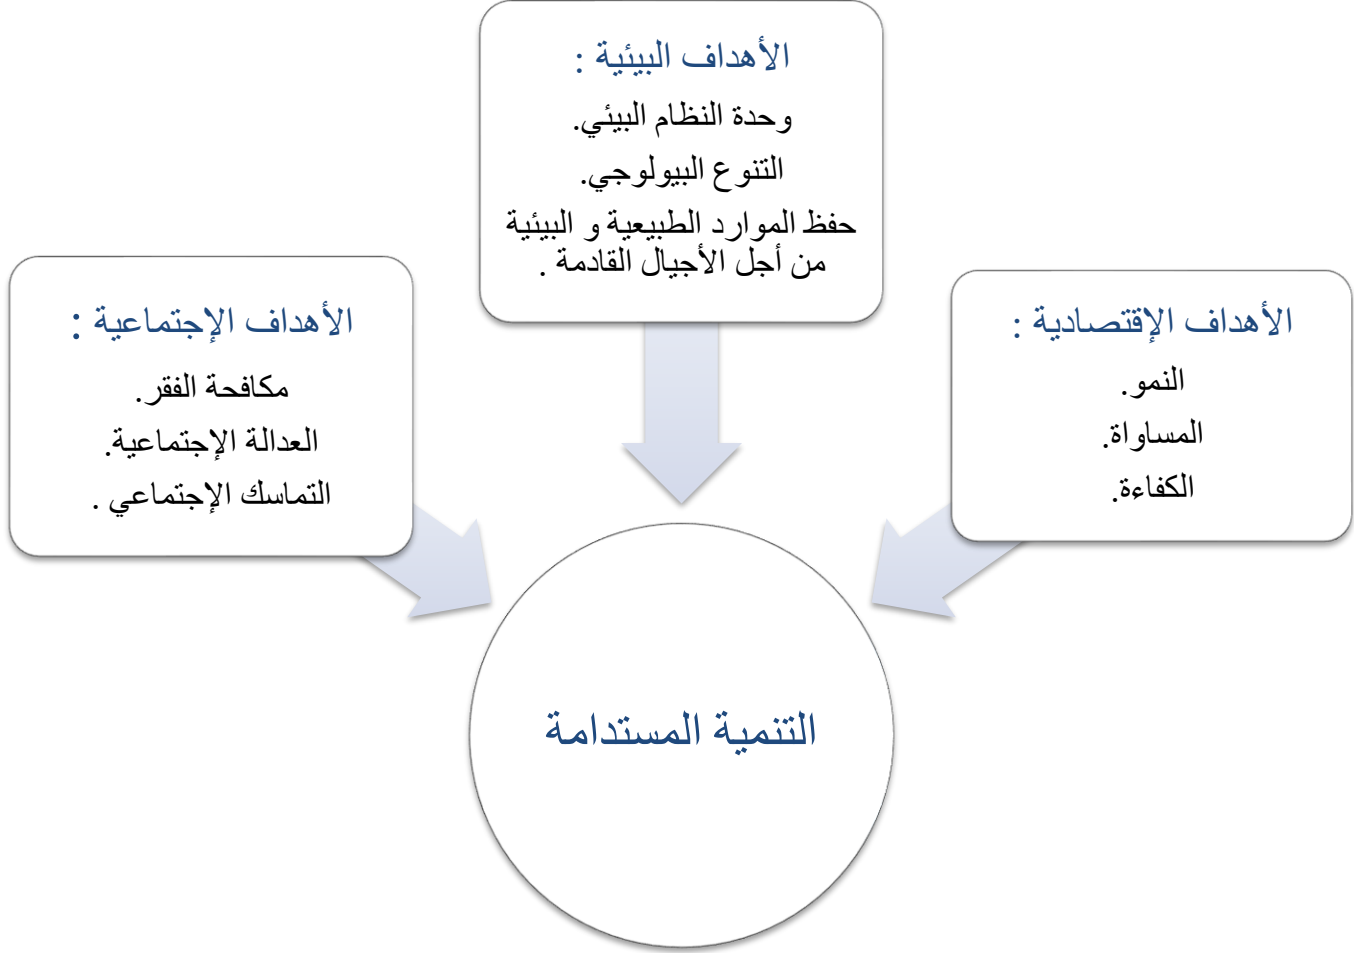 الأهداف البيئية :
وحدة النظام البيئي.
التنوع البيولوجي.
حفظ الموارد الطبيعية و البيئية
من أجل الأجيال القادمة .
الأهداف الإقتصادية :
النمو.
المساواة.
الكفاءة.
الأهداف الإجتماعية :
مكافحة الفقر.
العدالة الإجتماعية.
التماسك الإجتماعي .
التنمية المستدامة